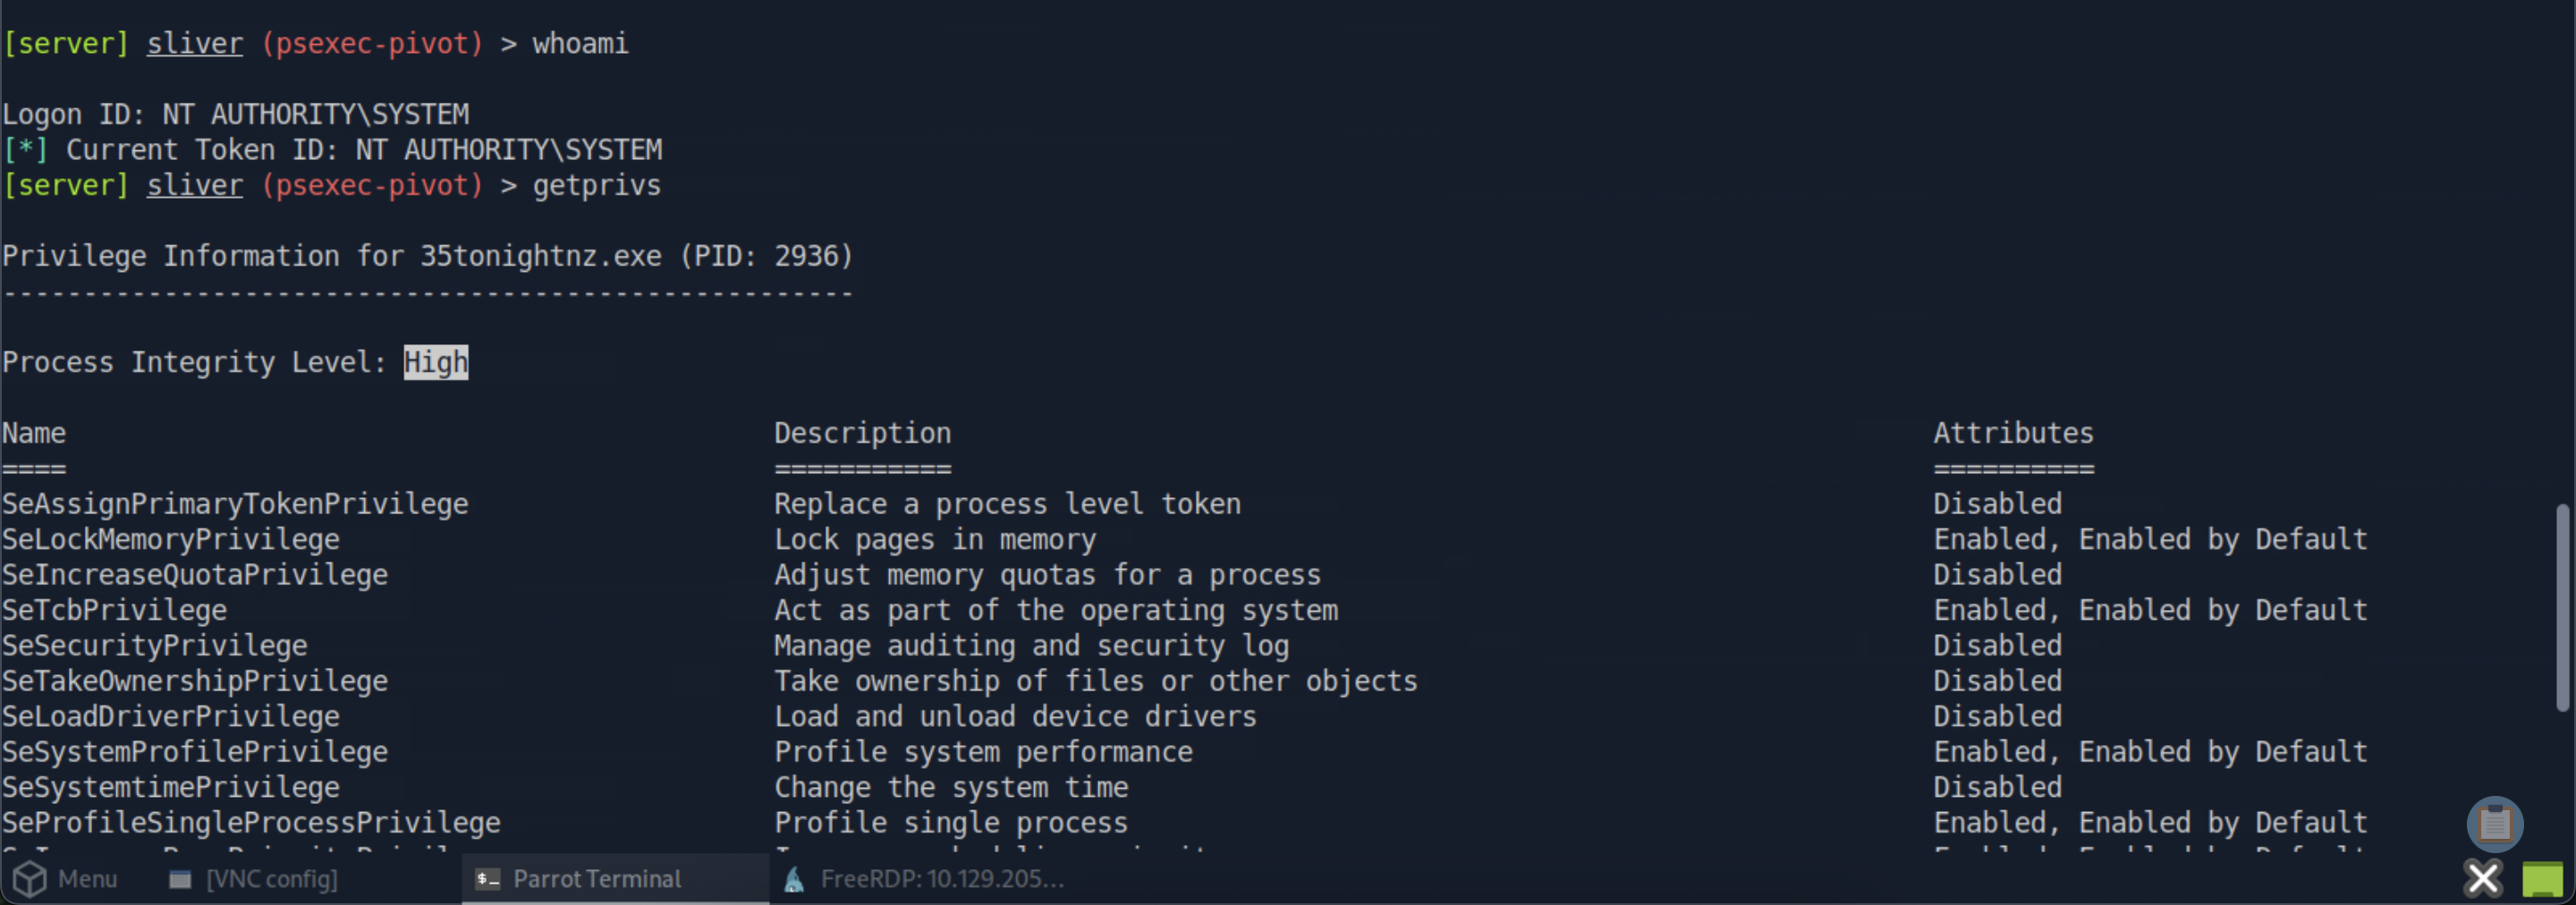 [server] sliver (psexec-pivot) > whoami
Logon ID: NT AUTHORITY\SYSTEM
[*] Current Token ID: NT AUTHORITY\SYSTEM
[server] sliver (psexec-pivot) > getprivs
Privilege Information for 35tonightnz.exe (PID: 2936)
-----------------------------------------------------
Process Integrity Level: High
Name Description Attributes
==== =========== ==========
SeAssignPrimaryTokenPrivilege Replace a process level token Disabled
SeLockMemoryPrivilege Lock pages in memory Enabled, Enabled by Default
SeIncreaseQuotaPrivilege Adjust memory quotas for a process Disabled
SeTcbPrivilege Act as part of the operating system Enabled, Enabled by Default
SeSecurityPrivilege Manage auditing and security log Disabled
SeTakeOwnershipPrivilege Take ownership of files or other objects Disabled
SeLoadDriverPrivilege Load and unload device drivers Disabled
SeSystemProfilePrivilege Profile system performance Enabled, Enabled by Default
SeSystemtimePrivilege Change the system time Disabled
SeProfileSingleProcessPrivilege Profile single process Enabled, Enabled by Default
Menu [VNC config] $_ Parrot Terminal FreeRDP: 10.129.205...